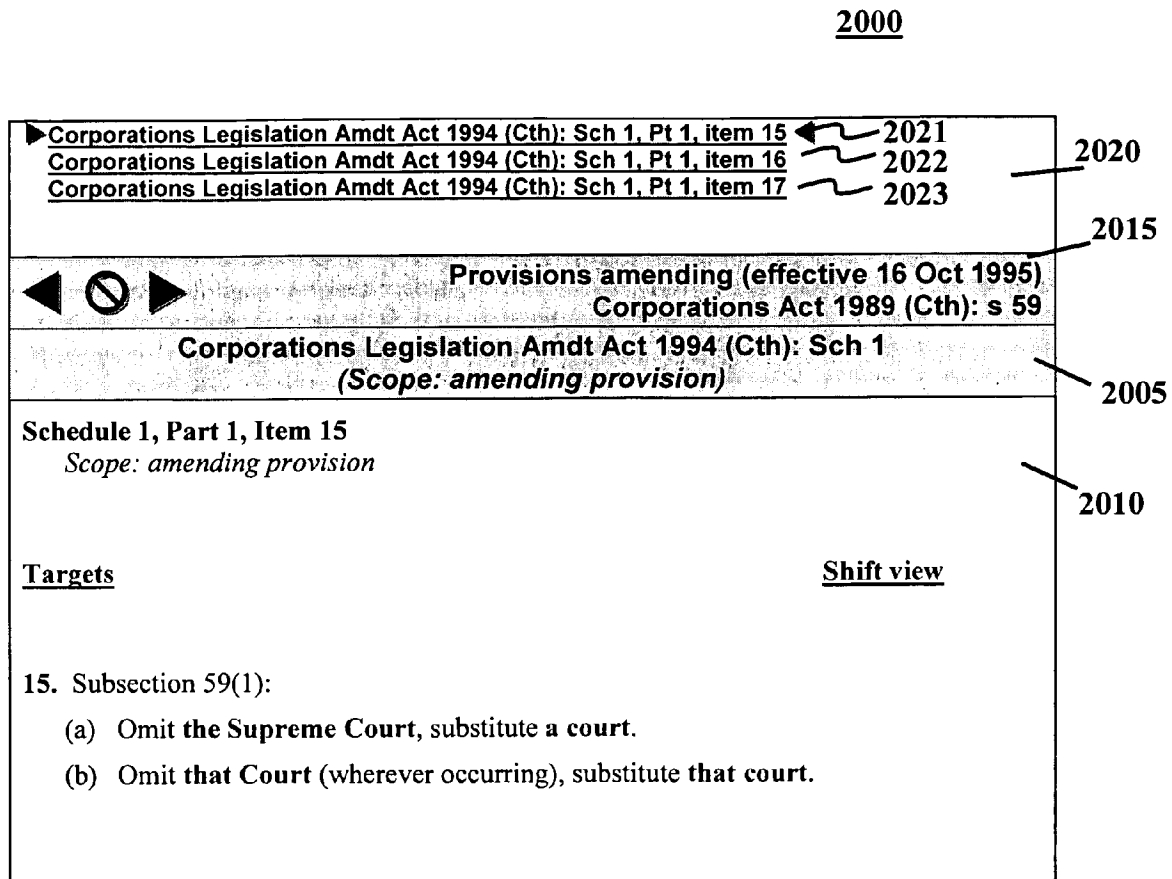 2000
Corporations Legislation Amdt Act 1994 (Cth): Sch 1, Pt 1, item 15 2021
Corporations Legislation Amdt Act 1994 (Cth): Sch 1, Pt 1, item 16 2022
Corporations Legislation Amdt Act 1994 (Cth): Sch 1, Pt 1, item 17 2023
2020
2015
Provisions amending (effective 16 Oct 1995)
Corporations Act 1989 (Cth): s 59
Corporations Legislation Amdt Act 1994 (Cth): Sch 1
(Scope: amending provision)
2005
Schedule 1, Part 1, Item 15
Scope: amending provision
2010
Targets Shift view
15. Subsection 59(1):
(a) Omit the Supreme Court, substitute a court.
(b) Omit that Court (wherever occurring), substitute that court.